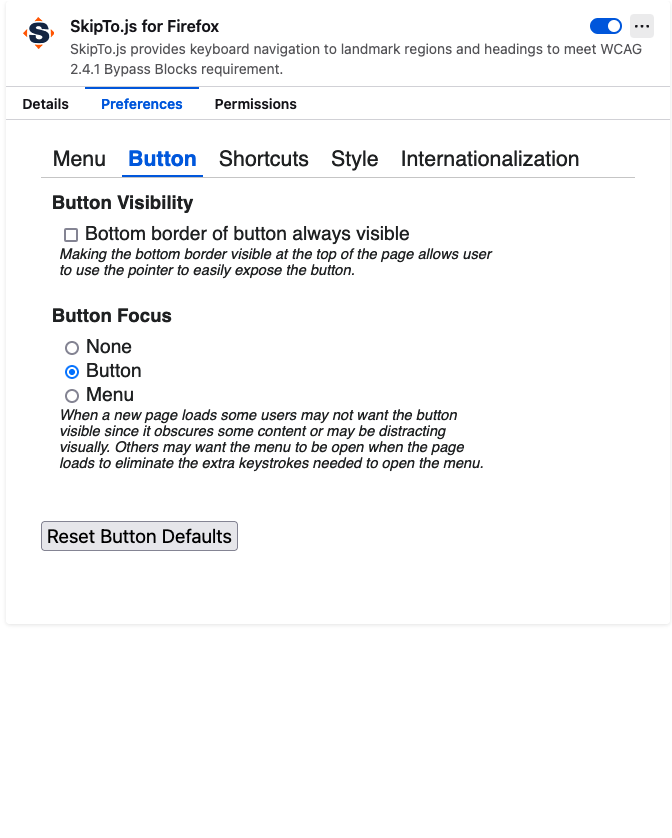 SkipTo.js for Firefox
SkipTo.js provides keyboard navigation to landmark regions and headings to meet WCAG
2.4.1 Bypass Blocks requirement.
Details Preferences Permissions
Menu Button Shortcuts Style Internationalization
Button Visibility
Bottom border of button always visible
Making the bottom border visible at the top of the page allows user
to use the pointer to easily expose the button.
Button Focus
None
Button
Menu
When a new page loads some users may not want the button
visible since it obscures some content or may be distracting
visually. Others may want the menu to be open when the page
loads to eliminate the extra keystrokes needed to open the menu.
Reset Button Defaults